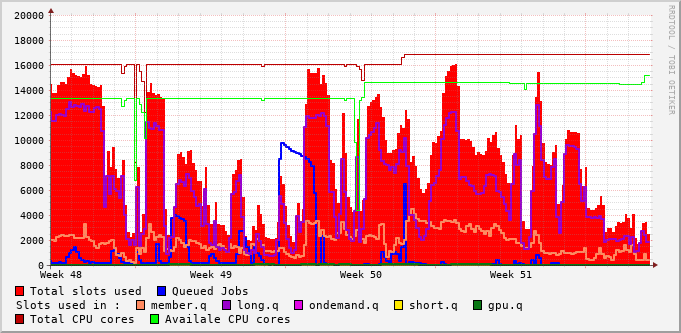 20000
18000
16000
14000
12000
10000
8000
6000
4000
2000
0
Week 48 Week 49 Week 50 Week 51
RRDTOOL / TOBI OETIKER
Total slots used Queued Jobs
Slots used in : member.q long.q ondemand.q short.q gpu.q
Total CPU cores Availale CPU cores